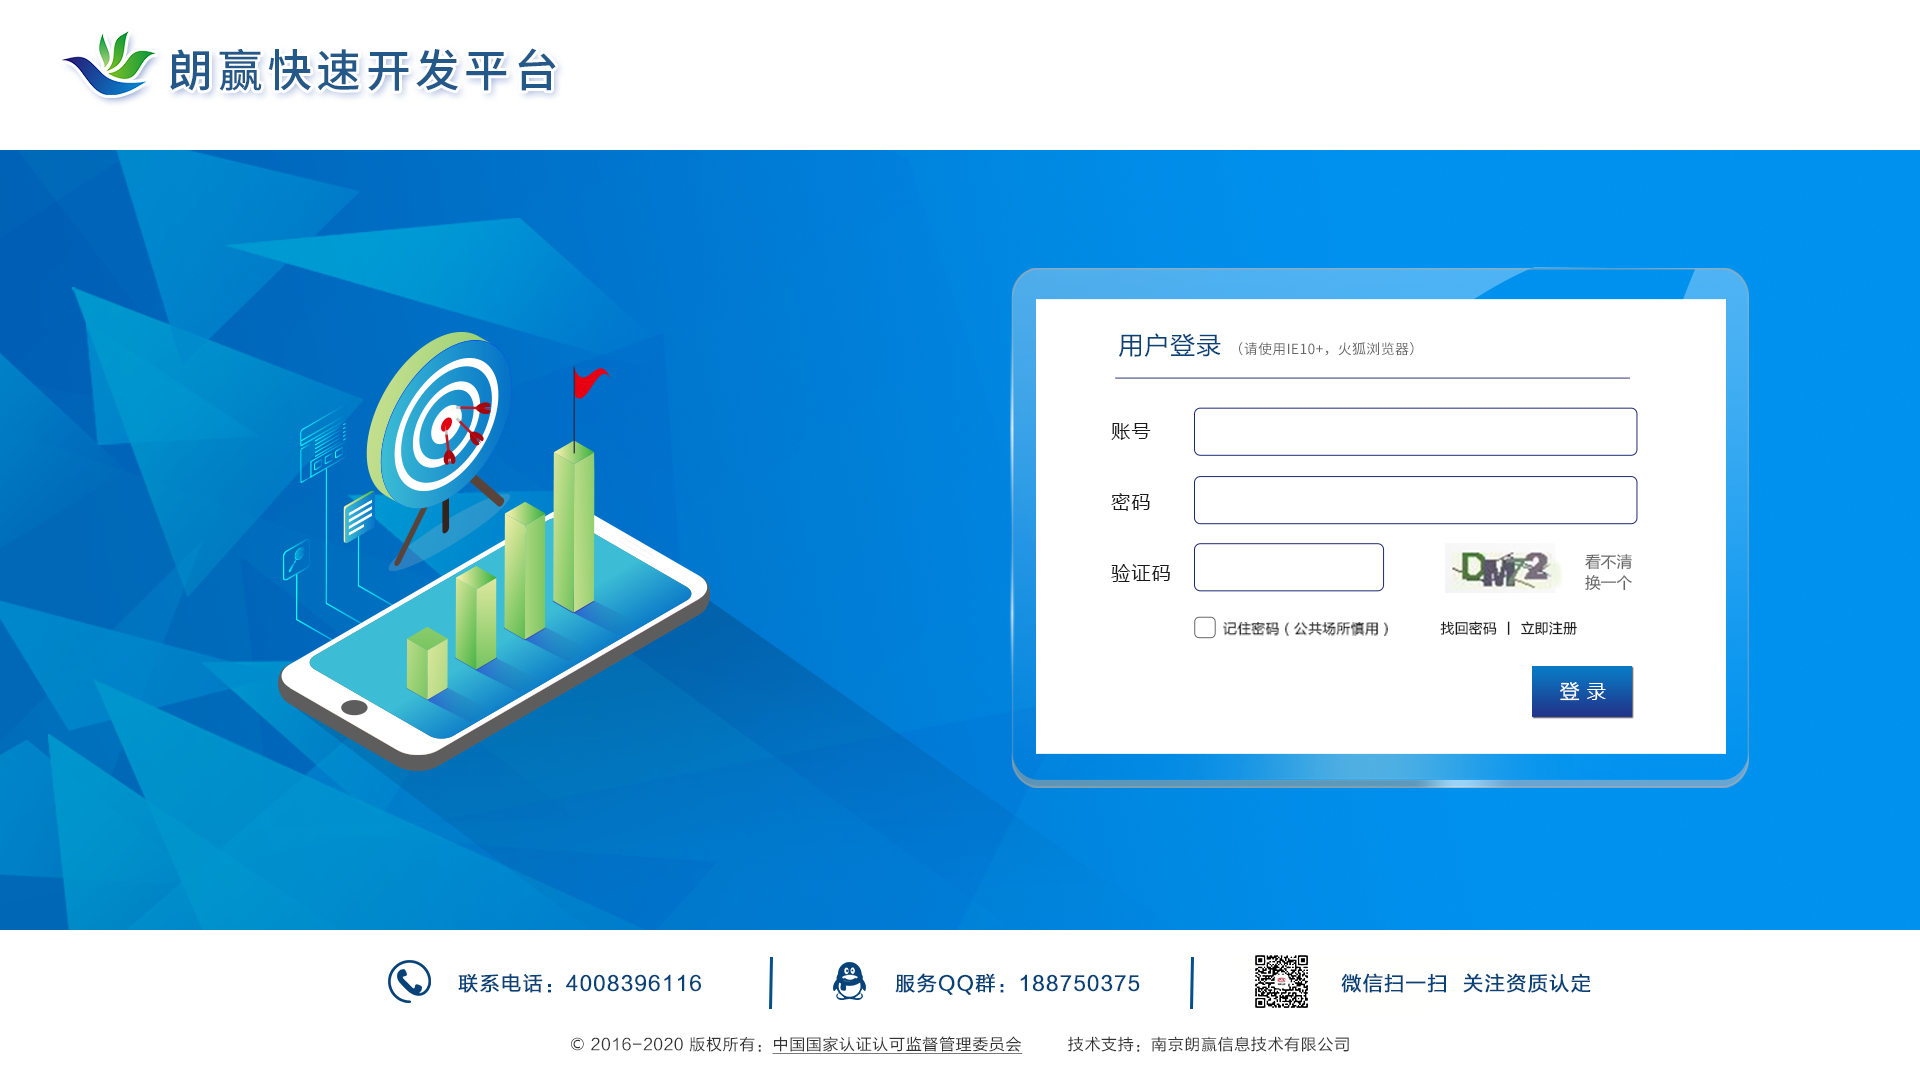 朗赢快速开发平台
用户登录 （请使用IE10+，火狐浏览器）
账号
密码
验证码
DM72
看不清
换一个
记住密码 ( 公共场所慎用 )
找回密码 | 立即注册
登 录
联系电话：4008396116
服务QQ群：188750375
微信扫一扫 关注资质认定
© 2016-2020 版权所有：中国国家认证认可监督管理委员会 技术支持：南京朗赢信息技术有限公司